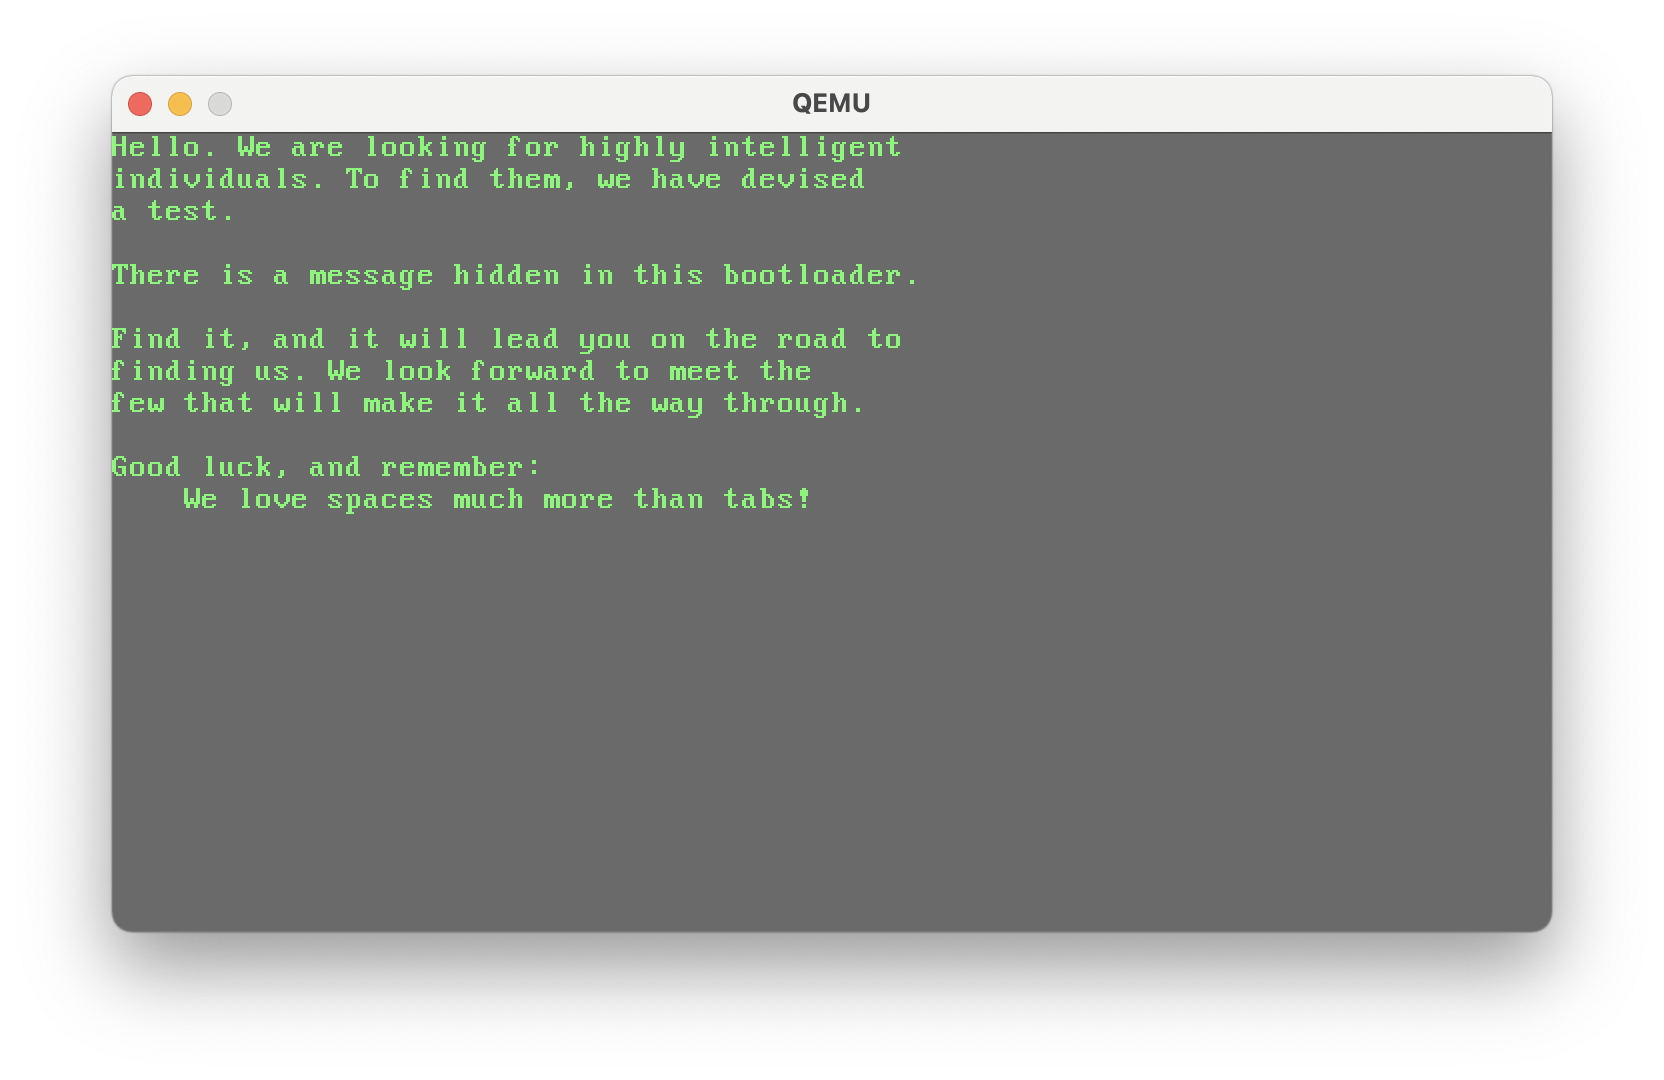 QEMU
Hello. We are looking for highly intelligent
individuals. To find them, we have devised
a test.
There is a message hidden in this bootloader.
Find it, and it will lead you on the road to
finding us. We look forward to meet the
few that will make it all the way through.
Good luck, and remember:
    We love spaces much more than tabs!